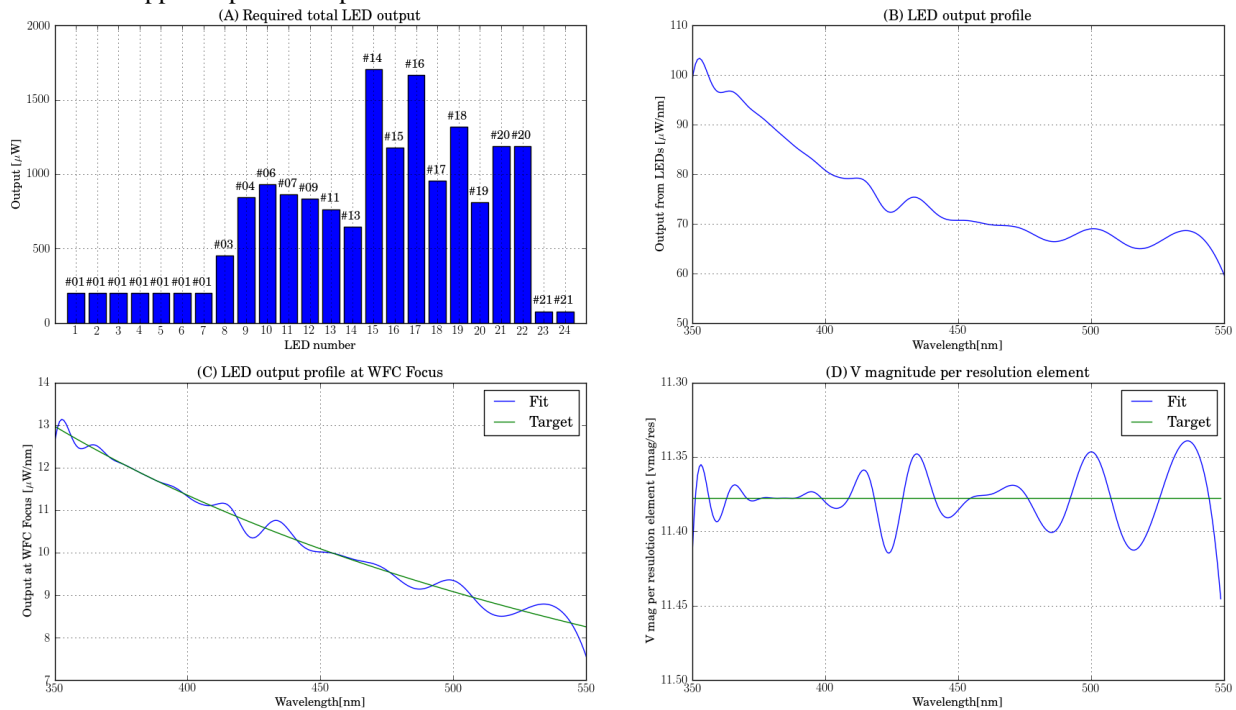 (A) Required total LED output
2000
1500
1000
500
0
Output [μW]
#01 #01 #01 #01 #01 #01 #01 #03 #04 #06 #07 #09 #11 #13 #14 #15 #16 #17 #18 #19 #20 #20 #21 #21
1 2 3 4 5 6 7 8 9 10 11 12 13 14 15 16 17 18 19 20 21 22 23 24
LED number
(B) LED output profile
110
100
90
80
70
60
50
Output from LEDs [μW/nm]
350 400 450 500 550
Wavelength[nm]
(C) LED output profile at WFC Focus
14
13
12
11
10
9
8
7
Output at WFC Focus [μW/nm]
Fit
Target
350 400 450 500 550
Wavelength[nm]
(D) V magnitude per resolution element
11.30
11.35
11.40
11.45
11.50
V mag per resulotion element [vmag/res]
Fit
Target
350 400 450 500 550
Wavelength[nm]